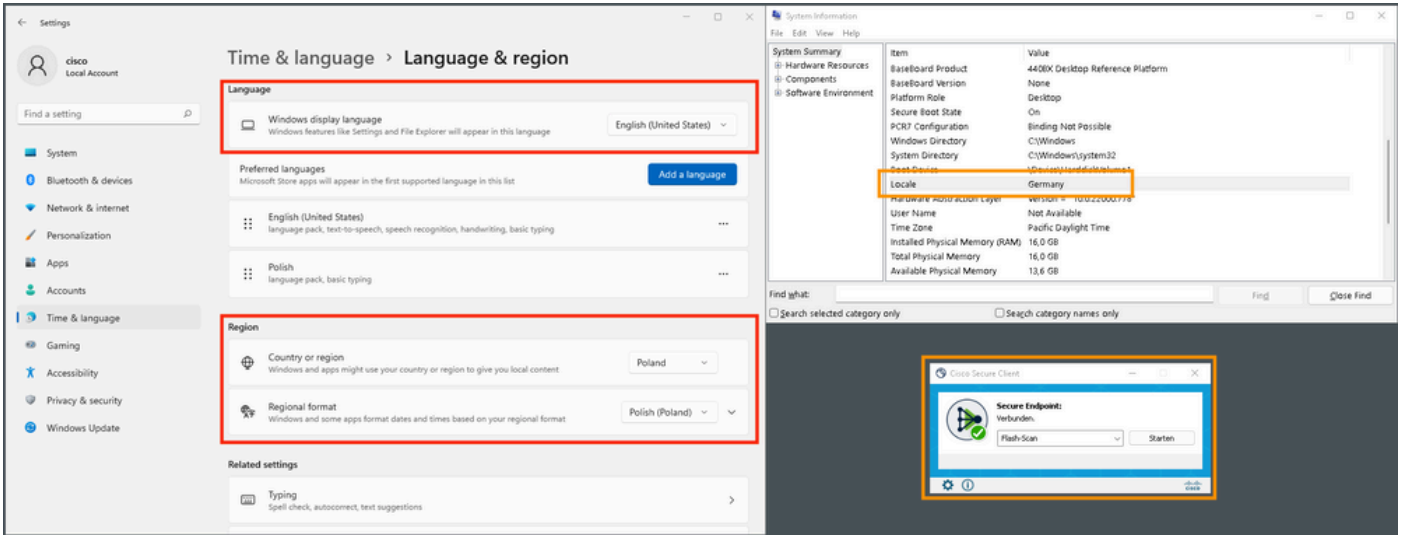 ← Settings
cisco
Local Account
Find a setting
System
Bluetooth & devices
Network & internet
Personalization
Apps
Accounts
Time & language
Gaming
Accessibility
Privacy & security
Windows Update
Time & language > Language & region
Language
Windows display language
Windows features like Settings and File Explorer will appear in this language
English (United States)
Preferred languages
Microsoft Store apps will appear in the first supported language in this list
Add a language
English (United States)
language pack, text-to-speech, speech recognition, handwriting, basic typing
Polish
language pack, basic typing
Region
Country or region
Windows and apps might use your country or region to give you local content
Poland
Regional format
Windows and some apps format dates and times based on your regional format
Polish (Poland)
Related settings
Typing
Spell check, autocorrect, text suggestions
System Information
File Edit View Help
System Summary
Hardware Resources
Components
Software Environment
Item Value
BaseBoard Product 440BX Desktop Reference Platform
BaseBoard Version None
Platform Role Desktop
Secure Boot State On
PCR7 Configuration Binding Not Possible
Windows Directory C:\Windows
System Directory C:\Windows\system32
Boot Device \Device\HarddiskVolume1
Locale Germany
Hardware Abstraction Layer Version = "10.0.22000.778"
User Name Not Available
Time Zone Pacific Daylight Time
Installed Physical Memory (RAM) 16,0 GB
Total Physical Memory 16,0 GB
Available Physical Memory 13,6 GB
Find what:
Find
Close Find
Search selected category only
Search category names only
Cisco Secure Client
Secure Endpoint:
Verbunden.
Flash-Scan
Starten
cisco